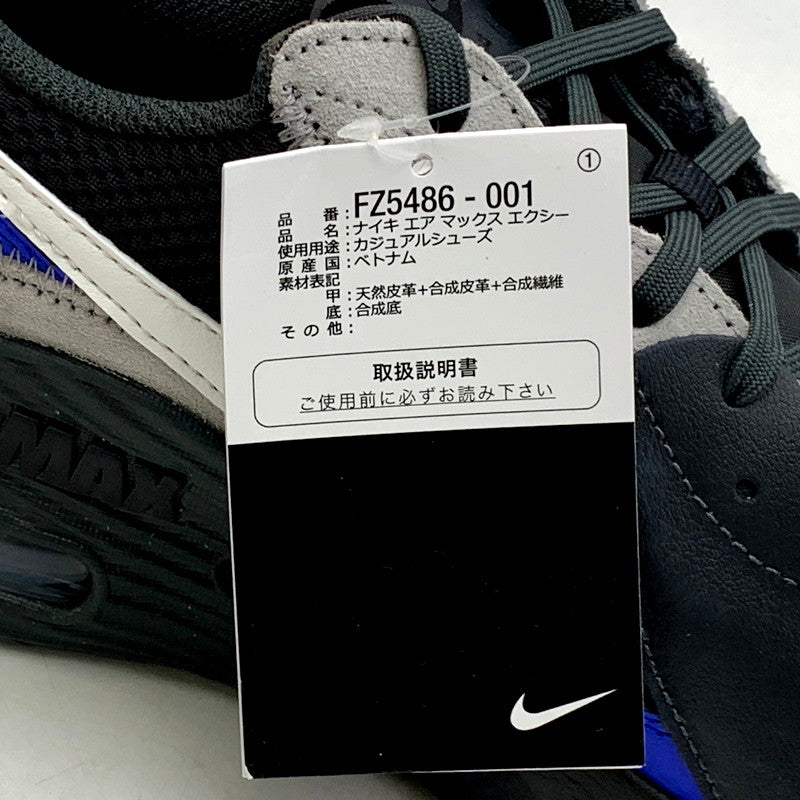 ①
品 番：FZ5486 - 001
品 名：ナイキ エア マックス エクシー
使用用途：カジュアルシューズ
原 産 国：ベトナム
素材表記
甲：天然皮革+合成皮革+合成繊維
底：合成底
そ の 他：
取扱説明書
ご使用前に必ずお読み下さい
MAX